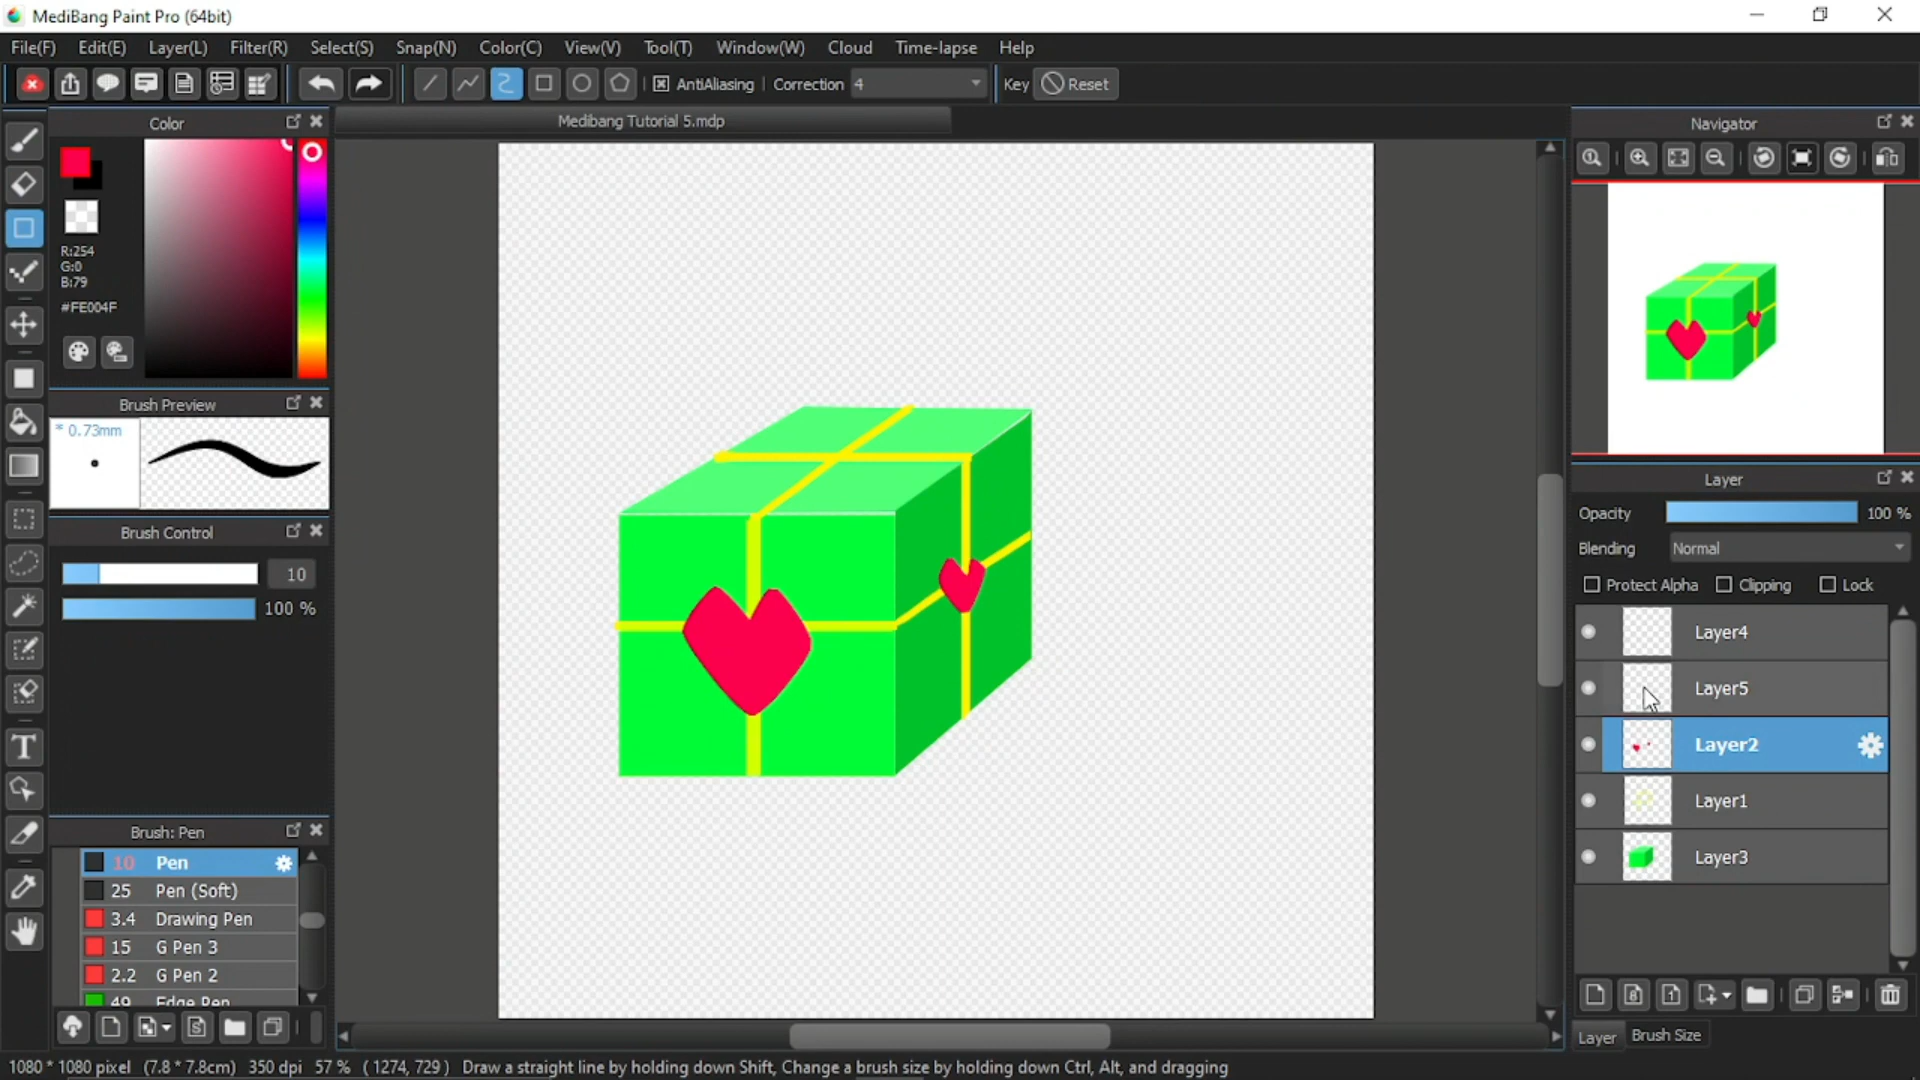 MediBang Paint Pro (64bit)
File(F) Edit(E) Layer(L) Filter(R) Select(S) Snap(N) Color(C) View(V) Tool(T) Window(W) Cloud Time-lapse Help
AntiAliasing Correction 4 Key Reset
Color
Medibang Tutorial 5.mdp
Navigator
R:254
G:0
B:79
#FE004F
Brush Preview
* 0.73mm
Brush Control
10
100 %
Layer
Opacity 100 %
Blending Normal
Protect Alpha Clipping Lock
Layer4
Layer5
Layer2
Layer1
Layer3
Brush: Pen
10 Pen
25 Pen (Soft)
3.4 Drawing Pen
15 G Pen 3
2.2 G Pen 2
49 Edge Pen
Layer Brush Size
1080 * 1080 pixel (7.8 * 7.8cm) 350 dpi 57 % ( 1274, 729 ) Draw a straight line by holding down Shift, Change a brush size by holding down Ctrl, Alt, and dragging